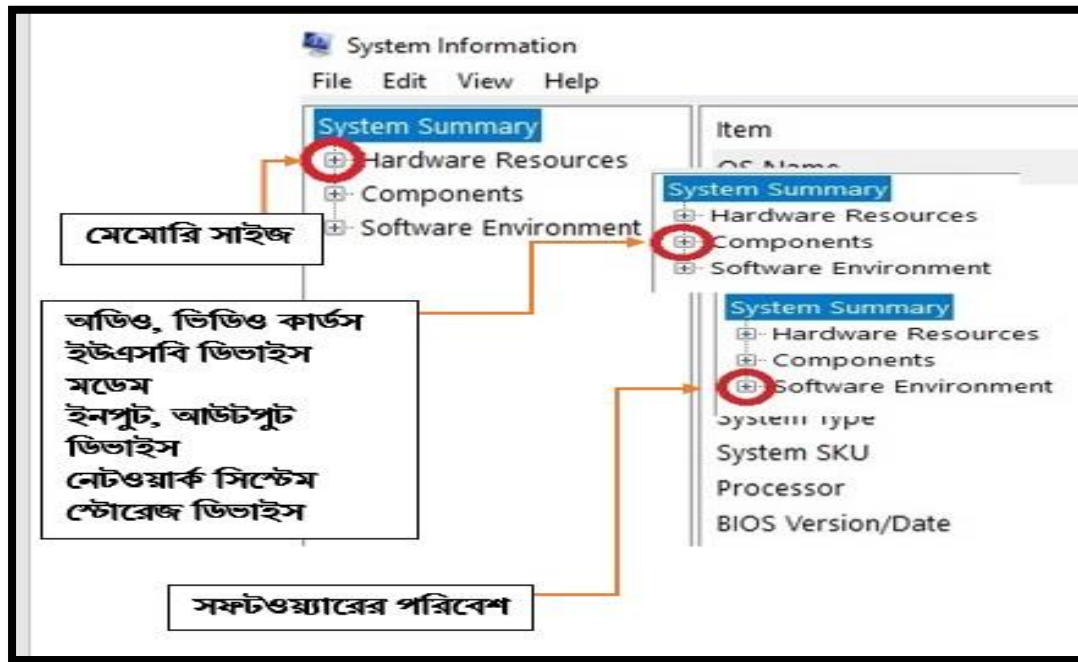 System Information
File Edit View Help
System Summary
Hardware Resources
Components
Software Environment
Item
OS Name
System Summary
Hardware Resources
Components
Software Environment
System Summary
Hardware Resources
Components
Software Environment
System Type
System SKU
Processor
BIOS Version/Date
মেমোরি সাইজ
অডিও, ভিডিও কার্ডস
ইউএসবি ডিভাইস
মডেম
ইনপুট, আউটপুট
ডিভাইস
নেটওয়ার্ক সিস্টেম
স্টোরেজ ডিভাইস
সফটওয়্যারের পরিবেশ